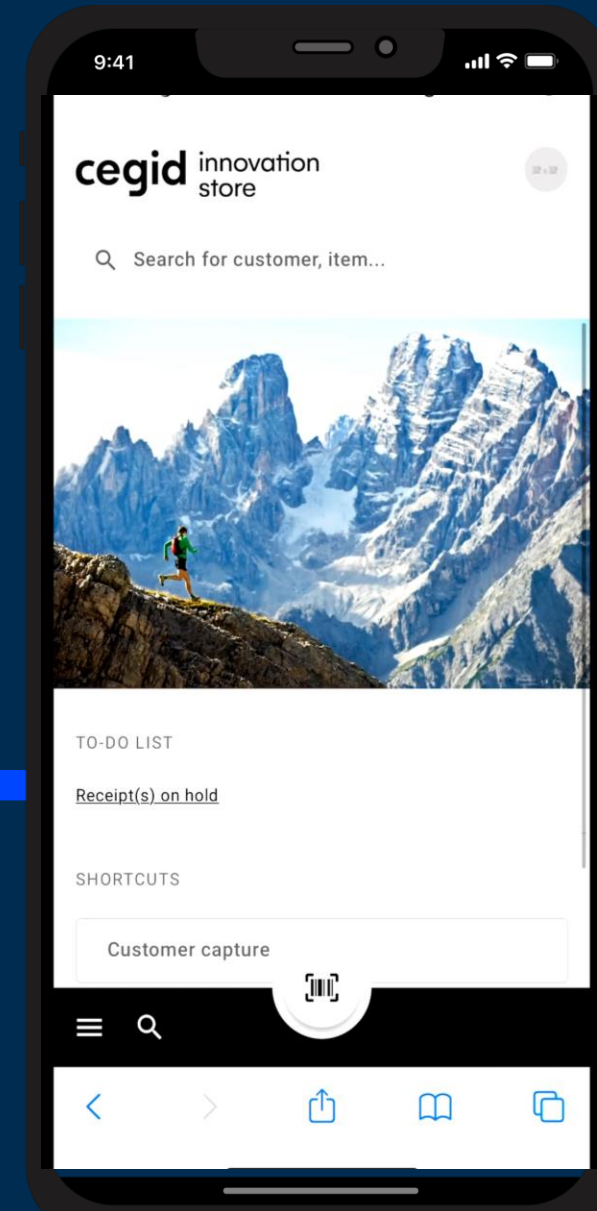 9:41
cegid innovation
store
Search for customer, item...
TO-DO LIST
Receipt(s) on hold
SHORTCUTS
Customer capture